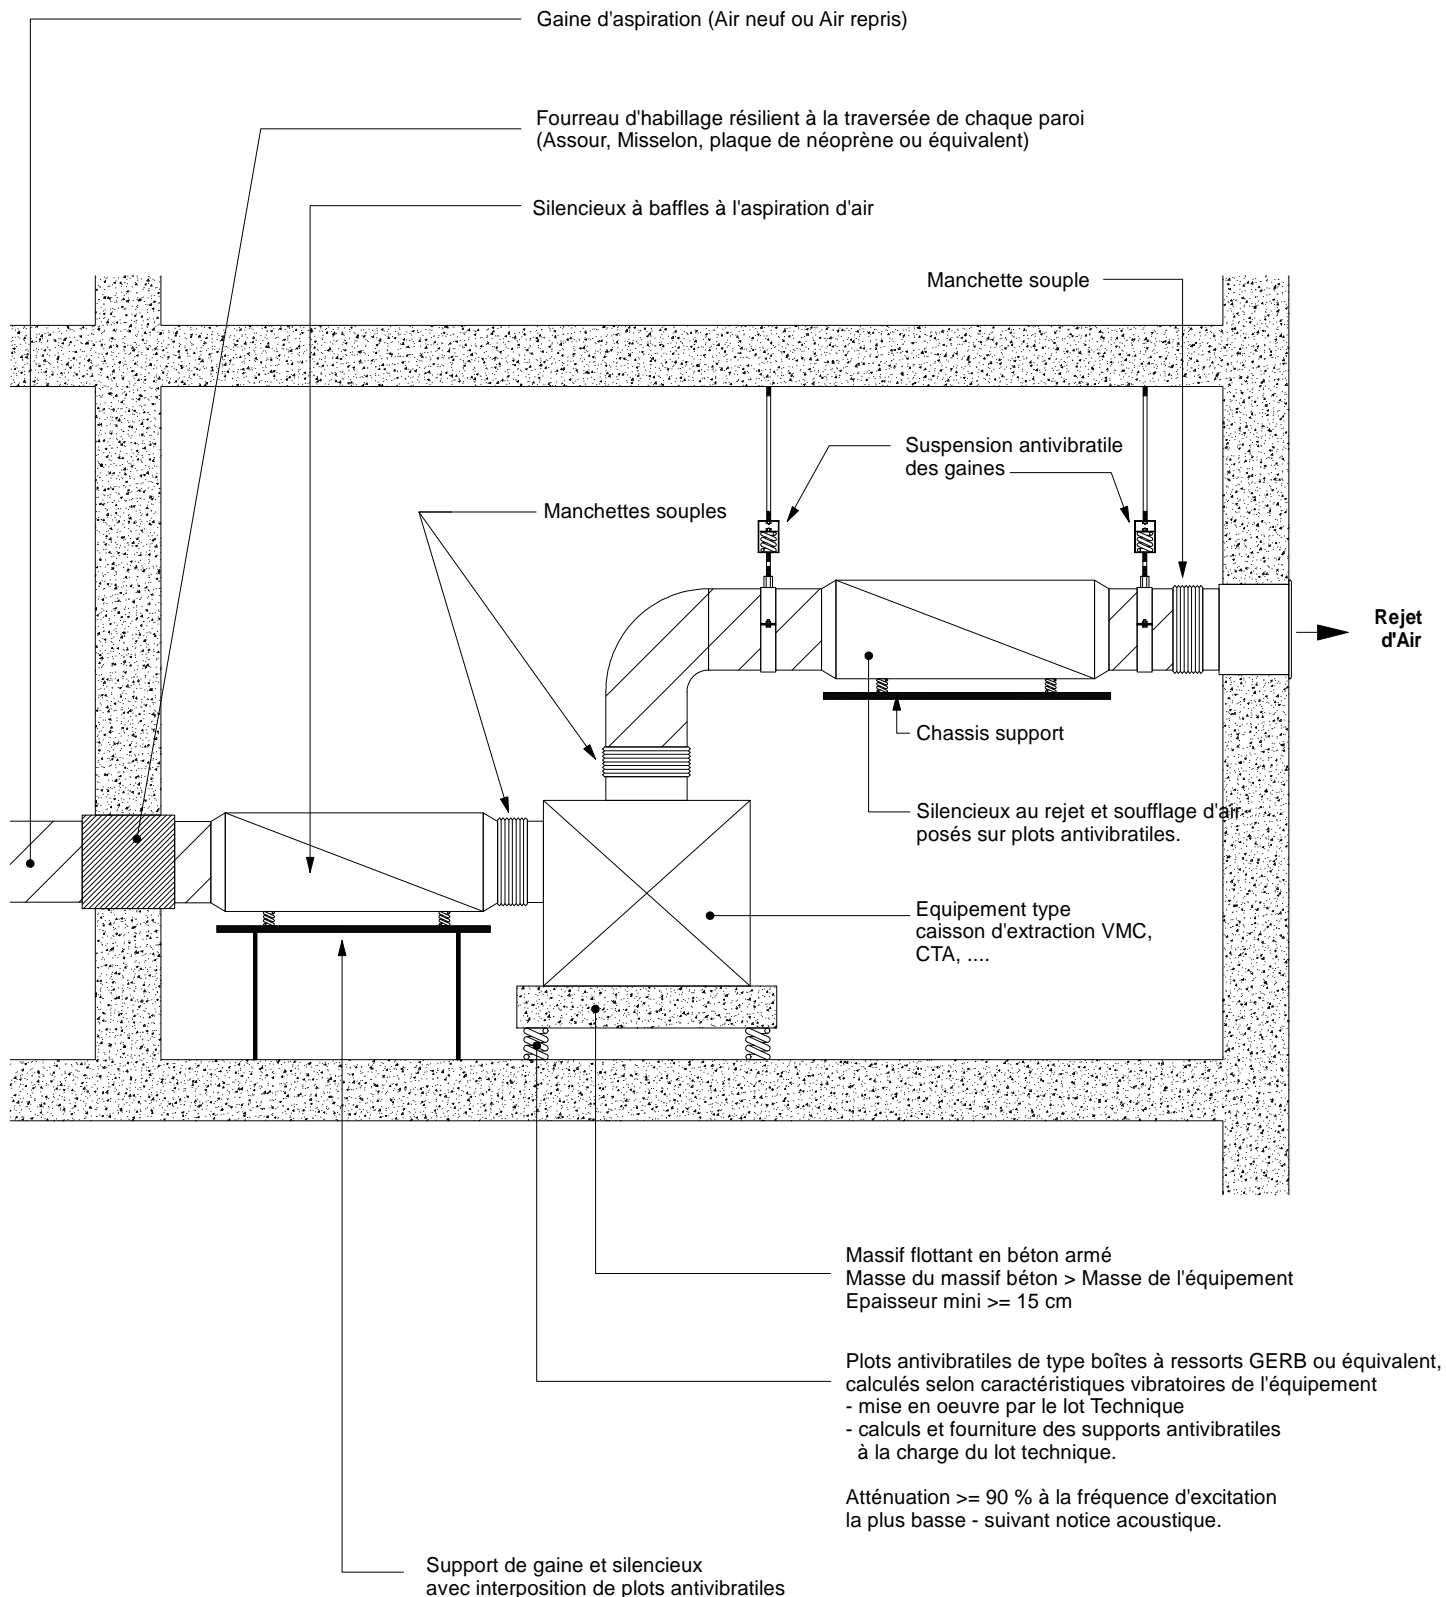 Gaine d'aspiration (Air neuf ou Air repris)
Fourreau d'habillage résilient à la traversée de chaque paroi
(Assour, Misselon, plaque de néoprène ou équivalent)
Silencieux à baffles à l'aspiration d'air
Manchette souple
Suspension antivibratile
des gaines
Manchettes souples
Rejet
d'Air
Chassis support
Silencieux au rejet et soufflage d'air
posés sur plots antivibratiles.
Equipement type
caisson d'extraction VMC,
CTA, ....
Massif flottant en béton armé
Masse du massif béton > Masse de l'équipement
Epaisseur mini >= 15 cm
Plots antivibratiles de type boîtes à ressorts GERB ou équivalent,
calculés selon caractéristiques vibratoires de l'équipement
- mise en oeuvre par le lot Technique
- calculs et fourniture des supports antivibratiles
à la charge du lot technique.
Atténuation >= 90 % à la fréquence d'excitation
la plus basse - suivant notice acoustique.
Support de gaine et silencieux
avec interposition de plots antivibratiles